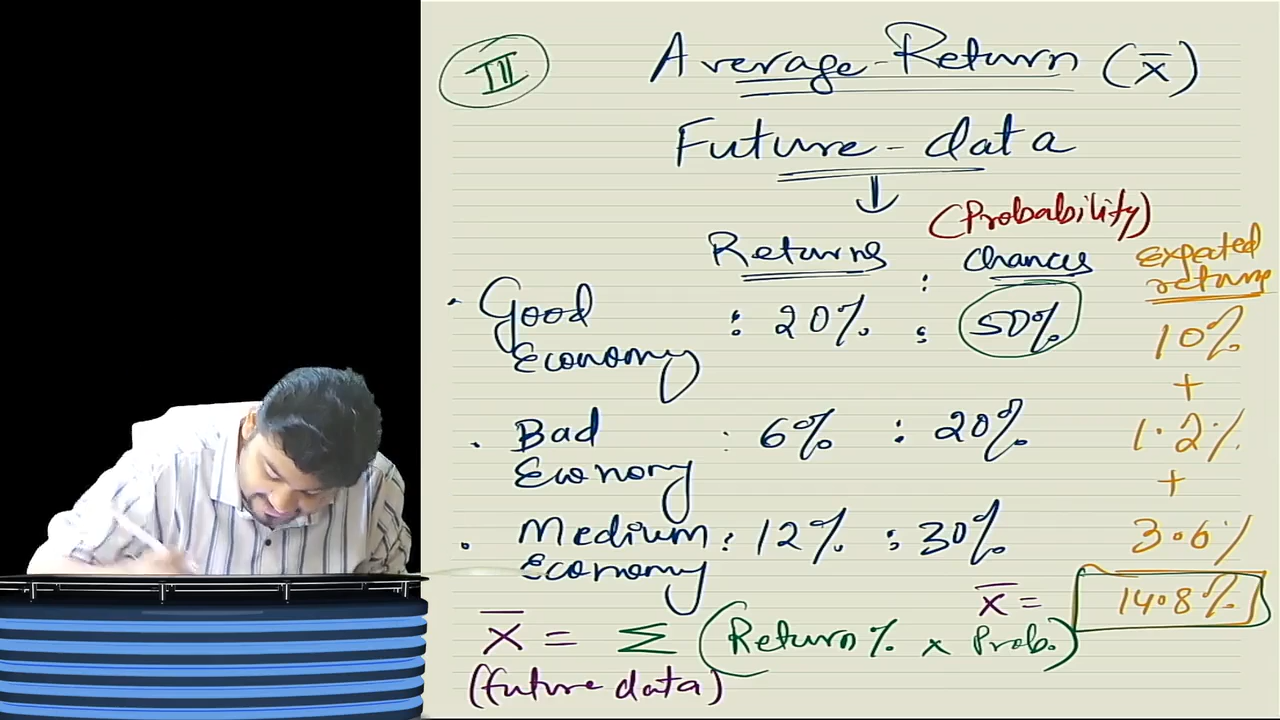 II
Average-Return (x̄)
Future-data
↓
(Probability)
Returns : chances expected return
• Good Economy : 20% : 50% 10%
+
• Bad Economy : 6% : 20% 1.2%
+
• Medium Economy : 12% : 30% 3.6%
x̄ = 14.8%
x̄ = Σ (Return % x Prob.)
(future data)